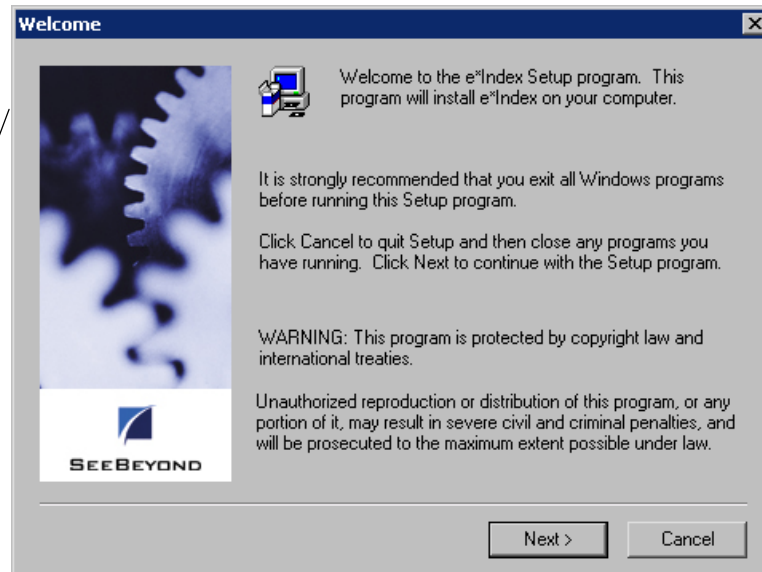 Welcome
Welcome to the e*Index Setup program.  This
program will install e*Index on your computer.
It is strongly recommended that you exit all Windows programs
before running this Setup program.
Click Cancel to quit Setup and then close any programs you
have running.  Click Next to continue with the Setup program.
WARNING: This program is protected by copyright law and
international treaties.
Unauthorized reproduction or distribution of this program, or any
portion of it, may result in severe civil and criminal penalties, and
will be prosecuted to the maximum extent possible under law.
SEEBEYOND
Next >
Cancel